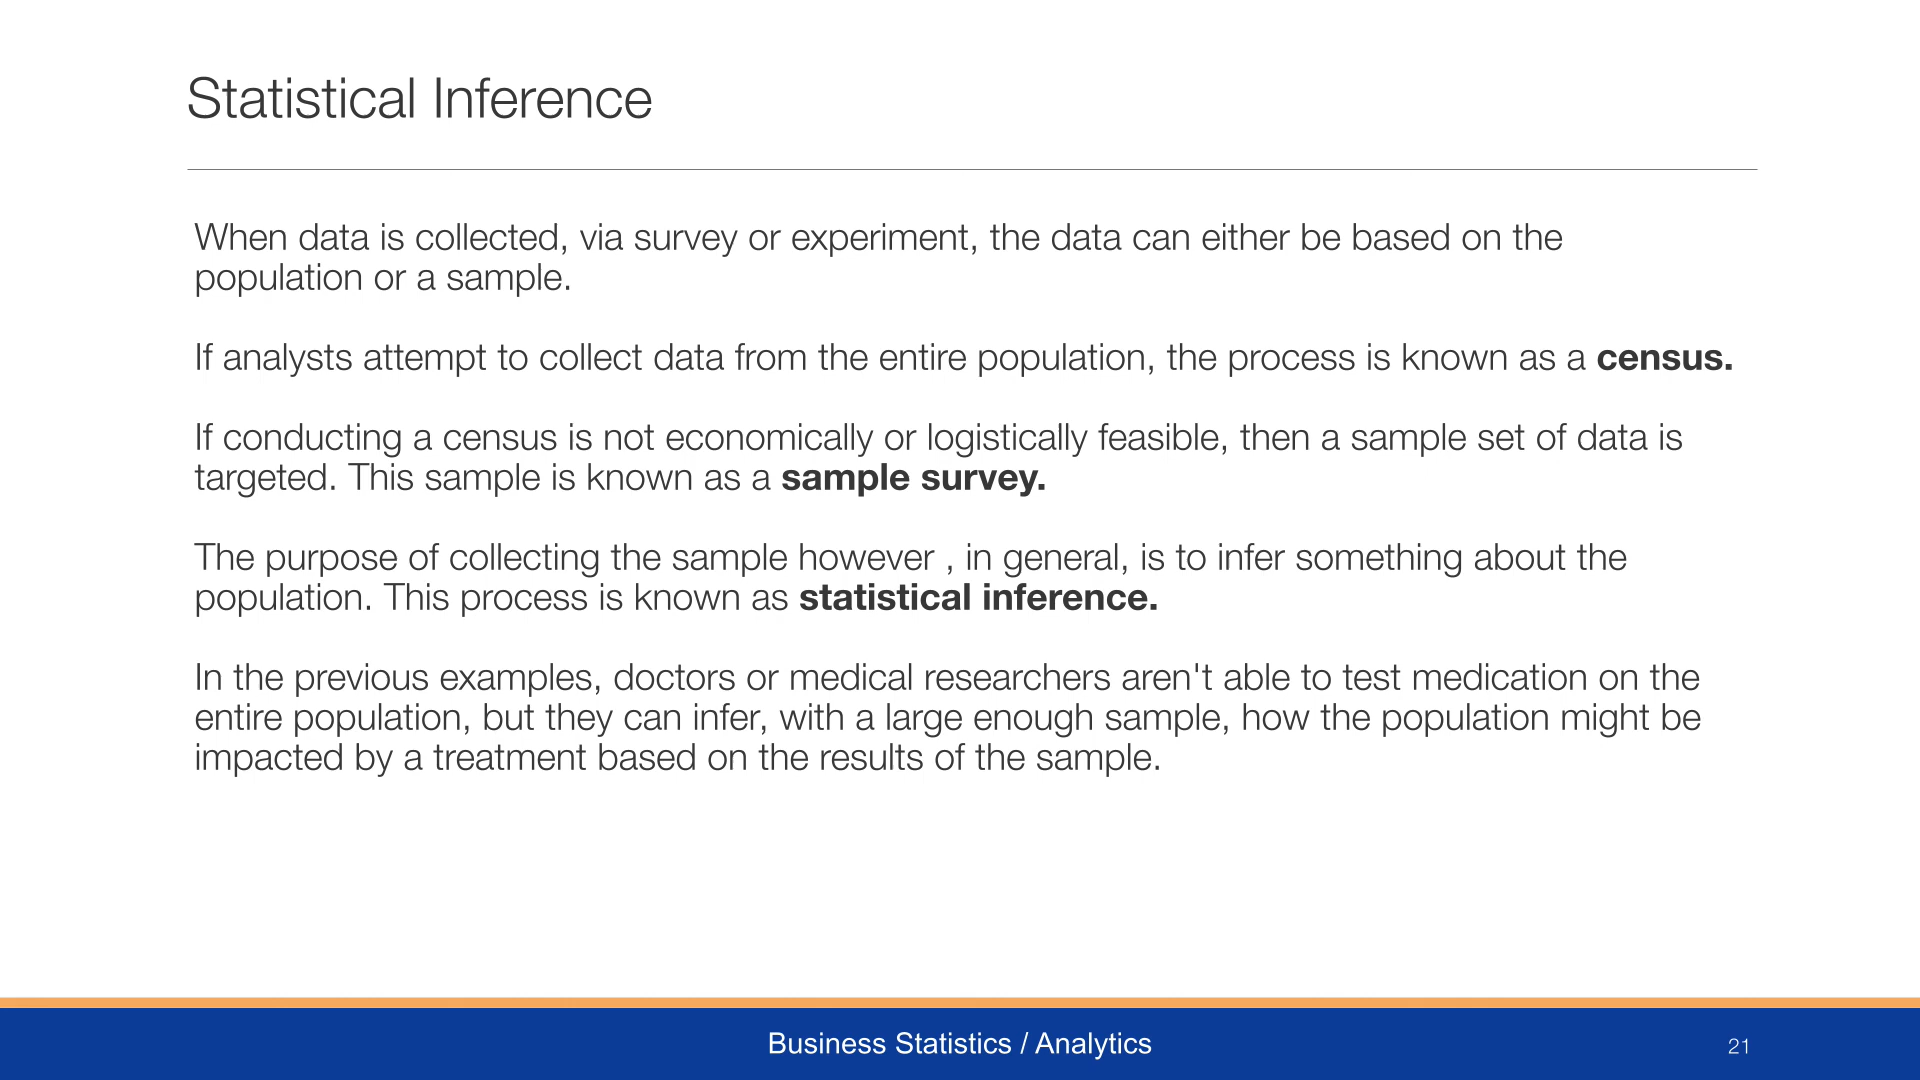 Statistical Inference
When data is collected, via survey or experiment, the data can either be based on the
population or a sample.
If analysts attempt to collect data from the entire population, the process is known as a census.
If conducting a census is not economically or logistically feasible, then a sample set of data is
targeted. This sample is known as a sample survey.
The purpose of collecting the sample however , in general, is to infer something about the
population. This process is known as statistical inference.
In the previous examples, doctors or medical researchers aren't able to test medication on the
entire population, but they can infer, with a large enough sample, how the population might be
impacted by a treatment based on the results of the sample.
Business Statistics / Analytics
21